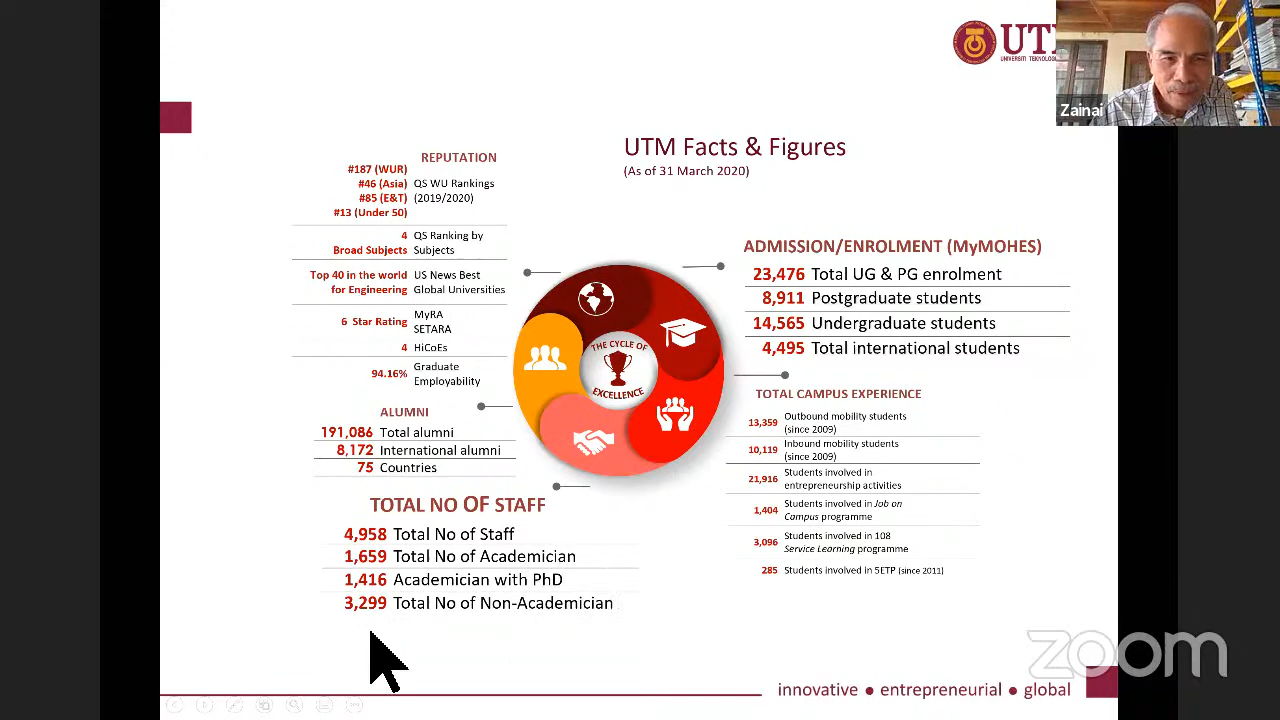 UT
UNIVERSITI TEKNOLOG
Zainai
UTM Facts & Figures
(As of 31 March 2020)
REPUTATION
#187 (WUR)
#46 (Asia)
#85 (E&T)
#13 (Under 50)
QS WU Rankings
(2019/2020)
4
Broad Subjects
QS Ranking by
Subjects
Top 40 in the world
for Engineering
US News Best
Global Universities
6 Star Rating
MyRA
SETARA
4 HiCoEs
94.16%
Graduate
Employability
ALUMNI
191,086 Total alumni
8,172 International alumni
75 Countries
TOTAL NO OF STAFF
4,958 Total No of Staff
1,659 Total No of Academician
1,416 Academician with PhD
3,299 Total No of Non-Academician
THE CYCLE OF
EXCELLENCE
ADMISSION/ENROLMENT (MyMOHES)
23,476 Total UG & PG enrolment
8,911 Postgraduate students
14,565 Undergraduate students
4,495 Total international students
TOTAL CAMPUS EXPERIENCE
13,359 Outbound mobility students
(since 2009)
10,119 Inbound mobility students
(since 2009)
21,916 Students involved in
entrepreneurship activities
1,404 Students involved in Job on
Campus programme
3,096 Students involved in 108
Service Learning programme
285 Students involved in 5ETP (since 2011)
zoom
innovative ● entrepreneurial ● global